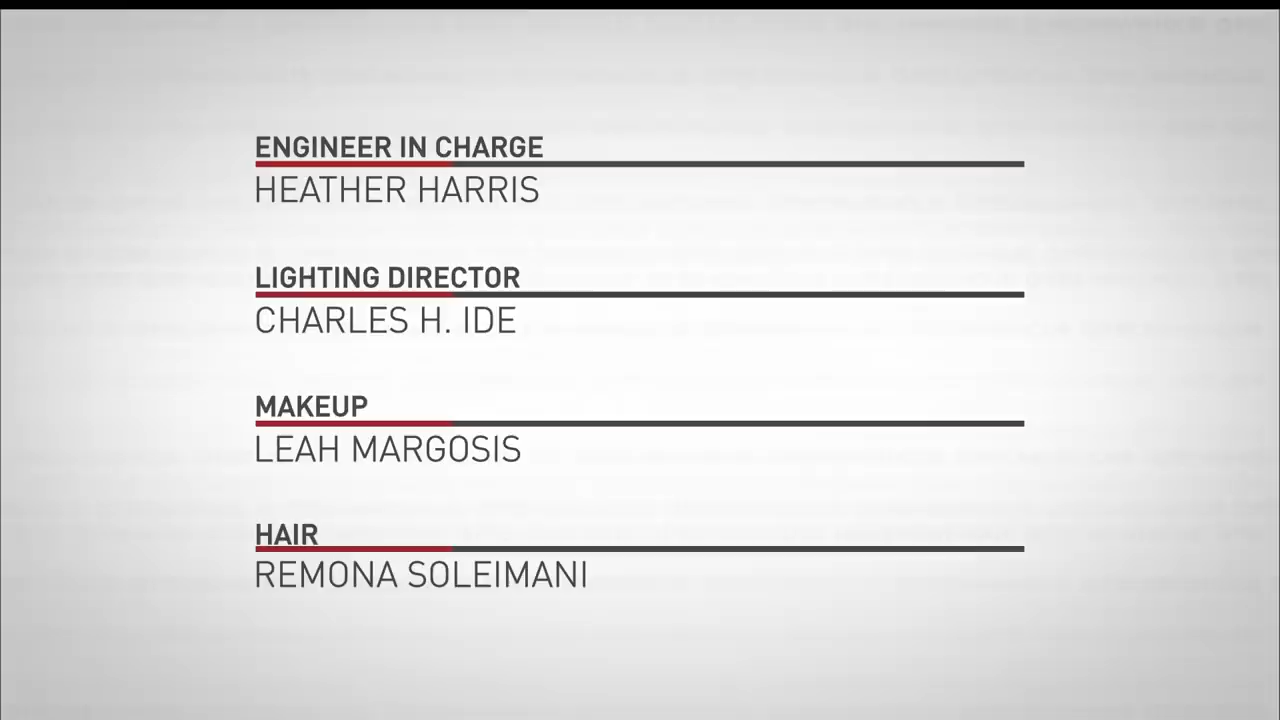 ENGINEER IN CHARGE
HEATHER HARRIS
LIGHTING DIRECTOR
CHARLES H. IDE
MAKEUP
LEAH MARGOSIS
HAIR
REMONA SOLEIMANI